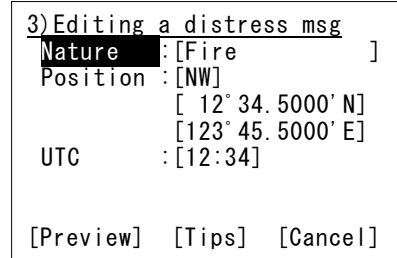 3)Editing a distress msg
Nature :[Fire ]
Position :[NW]
[ 12°34.5000'N]
[123°45.5000'E]
UTC :[12:34]
[Preview] [Tips] [Cancel]